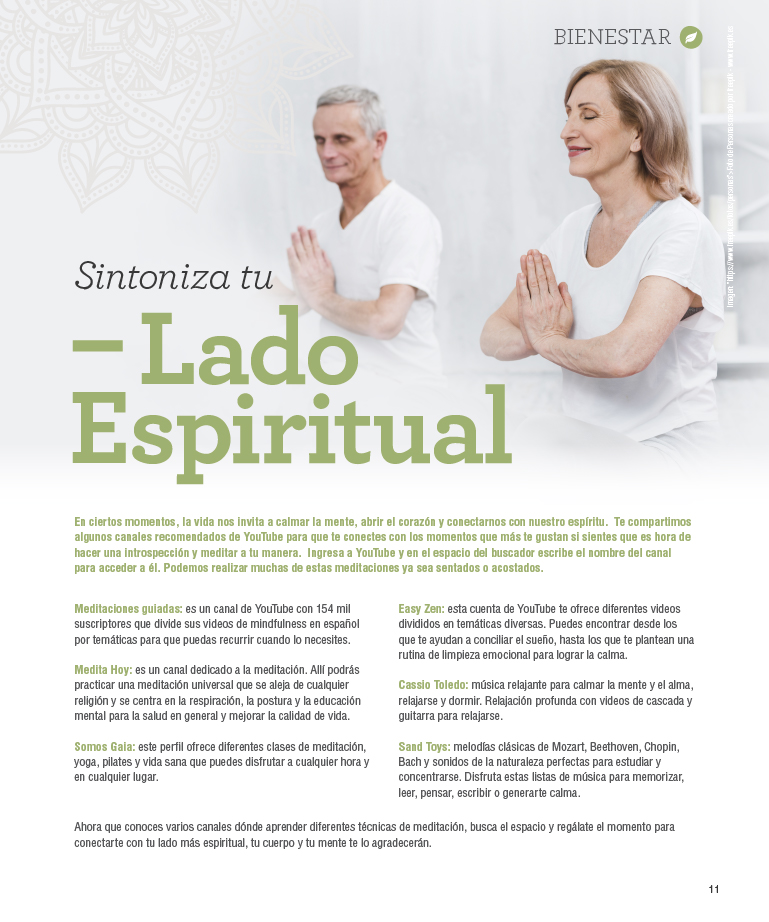 BIENESTAR
Sintoniza tu
– Lado
Espiritual
En ciertos momentos, la vida nos invita a calmar la mente, abrir el corazón y conectarnos con nuestro espíritu.  Te compartimos
algunos canales recomendados de YouTube para que te conectes con los momentos que más te gustan si sientes que es hora de
hacer una introspección y meditar a tu manera.  Ingresa a YouTube y en el espacio del buscador escribe el nombre del canal
para acceder a él. Podemos realizar muchas de estas meditaciones ya sea sentados o acostados.
Meditaciones guiadas: es un canal de YouTube con 154 mil
suscriptores que divide sus videos de mindfulness en español
por temáticas para que puedas recurrir cuando lo necesites.
Medita Hoy: es un canal dedicado a la meditación. Allí podrás
practicar una meditación universal que se aleja de cualquier
religión y se centra en la respiración, la postura y la educación
mental para la salud en general y mejorar la calidad de vida.
Somos Gaia: este perfil ofrece diferentes clases de meditación,
yoga, pilates y vida sana que puedes disfrutar a cualquier hora y
en cualquier lugar.
Easy Zen: esta cuenta de YouTube te ofrece diferentes videos
divididos en temáticas diversas. Puedes encontrar desde los
que te ayudan a conciliar el sueño, hasta los que te plantean una
rutina de limpieza emocional para lograr la calma.
Cassio Toledo: música relajante para calmar la mente y el alma,
relajarse y dormir. Relajación profunda con videos de cascada y
guitarra para relajarse.
Sand Toys: melodías clásicas de Mozart, Beethoven, Chopin,
Bach y sonidos de la naturaleza perfectas para estudiar y
concentrarse. Disfruta estas listas de música para memorizar,
leer, pensar, escribir o generarte calma.
Ahora que conoces varios canales dónde aprender diferentes técnicas de meditación, busca el espacio y regálate el momento para
conectarte con tu lado más espiritual, tu cuerpo y tu mente te lo agradecerán.
11